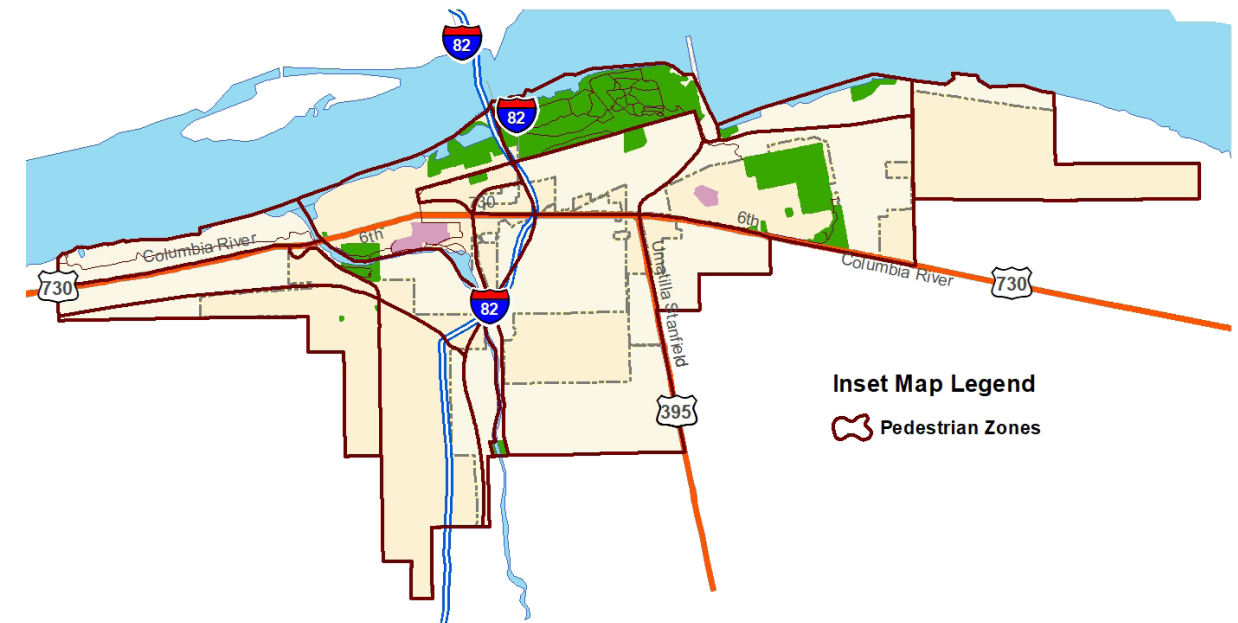 82
82
730
6th
6th
Columbia River
Columbia River
730
730
82
Umatilla Stanfield
Inset Map Legend
395
Pedestrian Zones